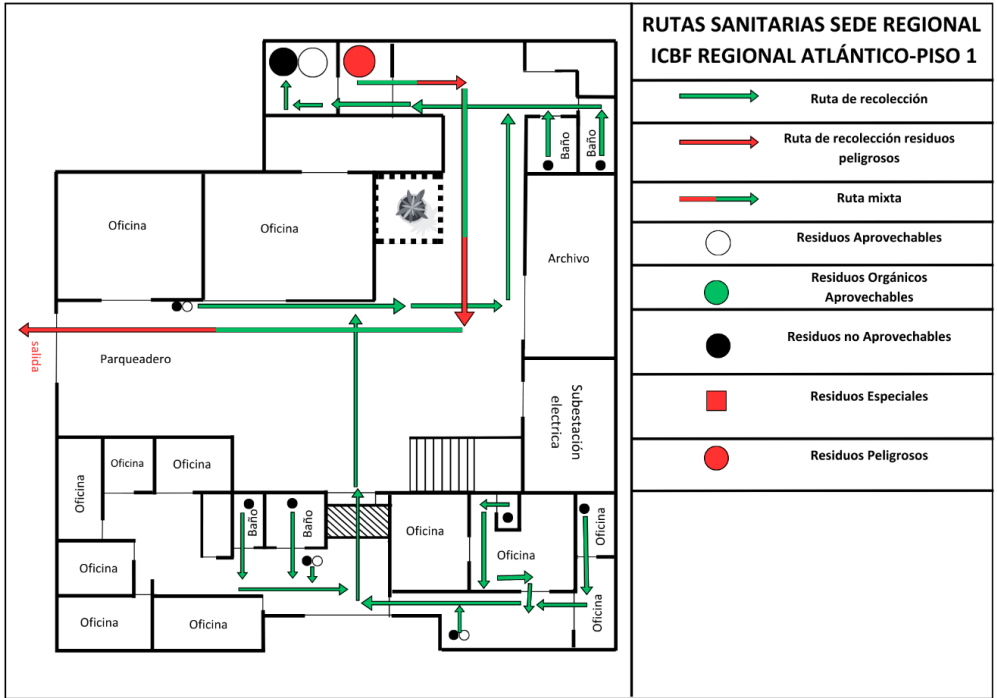 RUTAS SANITARIAS SEDE REGIONAL
ICBF REGIONAL ATLÁNTICO-PISO 1
Ruta de recolección
Ruta de recolección residuos
peligrosos
Ruta mixta
Residuos Aprovechables
Residuos Orgánicos
Aprovechables
Residuos no Aprovechables
Residuos Especiales
Residuos Peligrosos
Baño
Baño
Oficina
Oficina
Archivo
salida
Parqueadero
Subestación
electrica
Oficina
Oficina
Oficina
Baño
Baño
Oficina
Oficina
Oficina
Oficina
Oficina
Oficina
Oficina